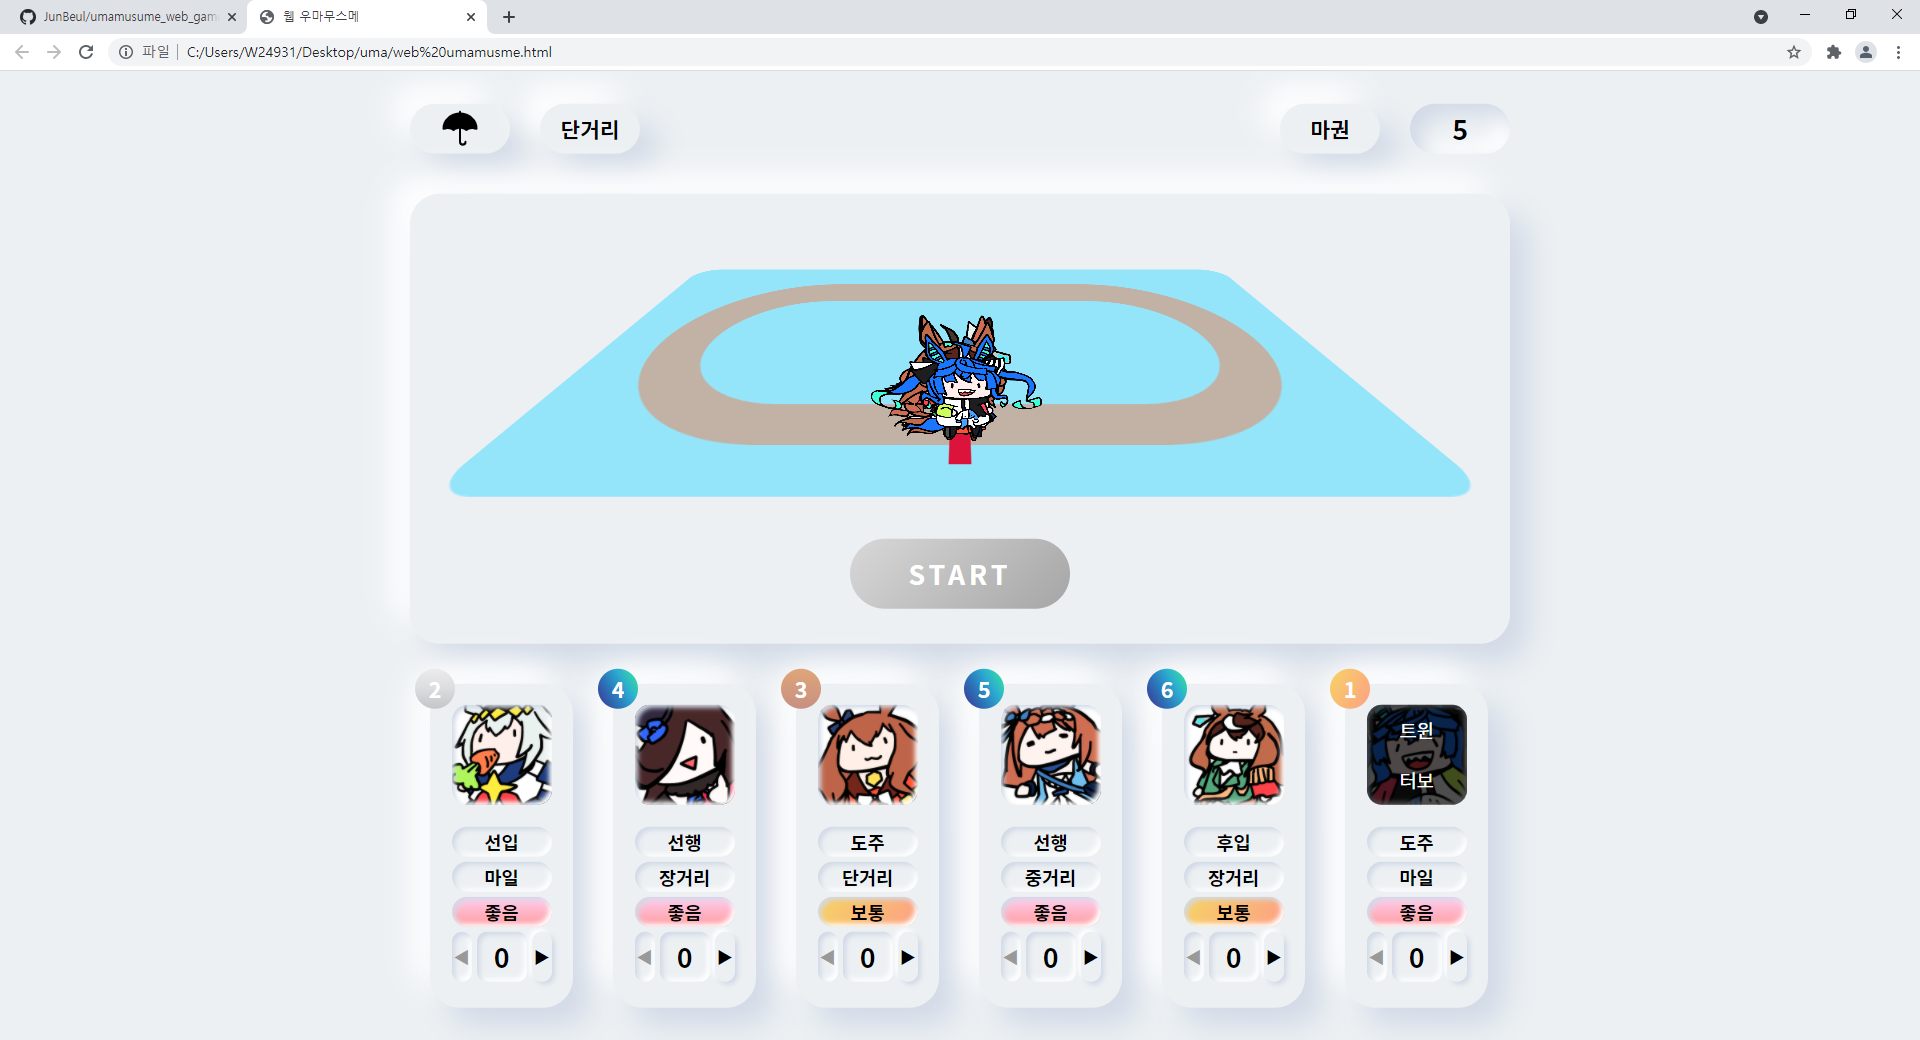 JunBeul/umamusume_web_gam
웹 우마무스메
파일
C:/Users/W24931/Desktop/uma/web%20umamusme.html
단거리
마권
5
START
2
4
3
5
6
1
트윈
터보
선입
선행
도주
선행
후입
도주
마일
장거리
단거리
중거리
장거리
마일
좋음
좋음
보통
좋음
보통
좋음
0
0
0
0
0
0